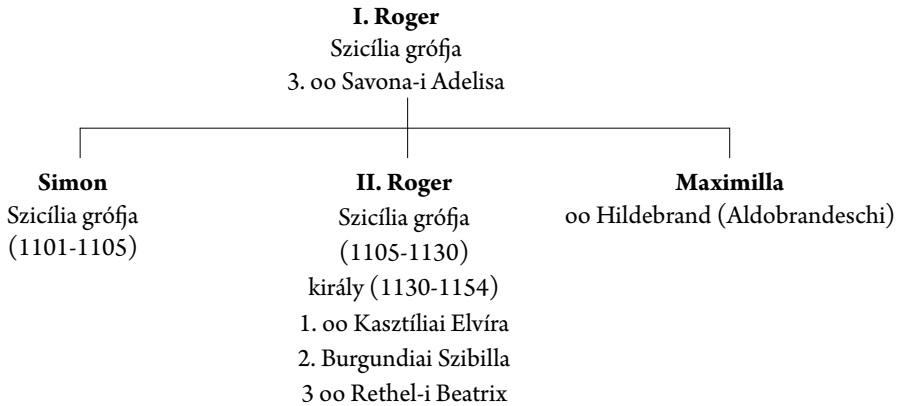 I. Roger
Szicília grófja
3. oo Savona-i Adelisa
Simon
Szicília grófja
(1101-1105)
II. Roger
Szicília grófja
(1105-1130)
király (1130-1154)
1. oo Kasztíliai Elvíra
2. Burgundiai Szibilla
3 oo Rethel-i Beatrix
Maximilla
oo Hildebrand (Aldobrandeschi)